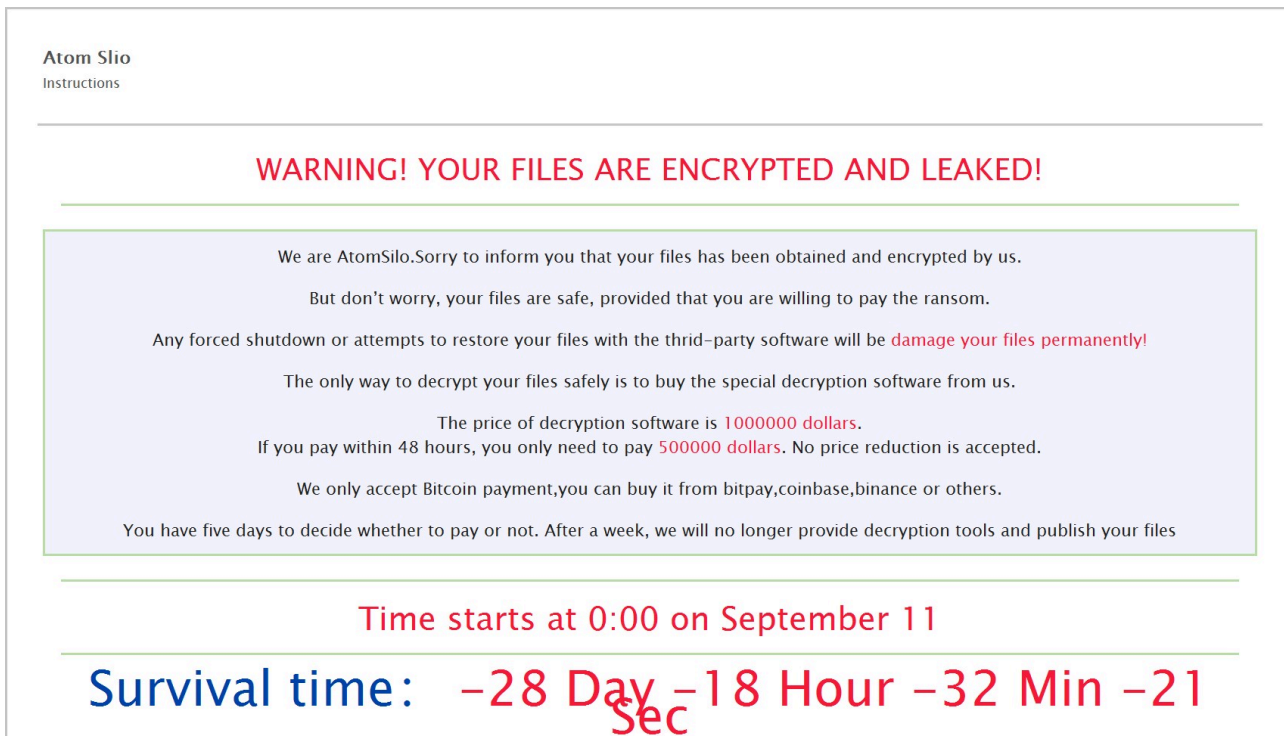 Atom Slio
Instructions
WARNING! YOUR FILES ARE ENCRYPTED AND LEAKED!
We are AtomSilo.Sorry to inform you that your files has been obtained and encrypted by us.
But don’t worry, your files are safe, provided that you are willing to pay the ransom.
Any forced shutdown or attempts to restore your files with the thrid-party software will be damage your files permanently!
The only way to decrypt your files safely is to buy the special decryption software from us.
The price of decryption software is 1000000 dollars.
If you pay within 48 hours, you only need to pay 500000 dollars. No price reduction is accepted.
We only accept Bitcoin payment,you can buy it from bitpay,coinbase,binance or others.
You have five days to decide whether to pay or not. After a week, we will no longer provide decryption tools and publish your files
Time starts at 0:00 on September 11
Survival time： -28 Day -18 Hour -32 Min -21
Sec